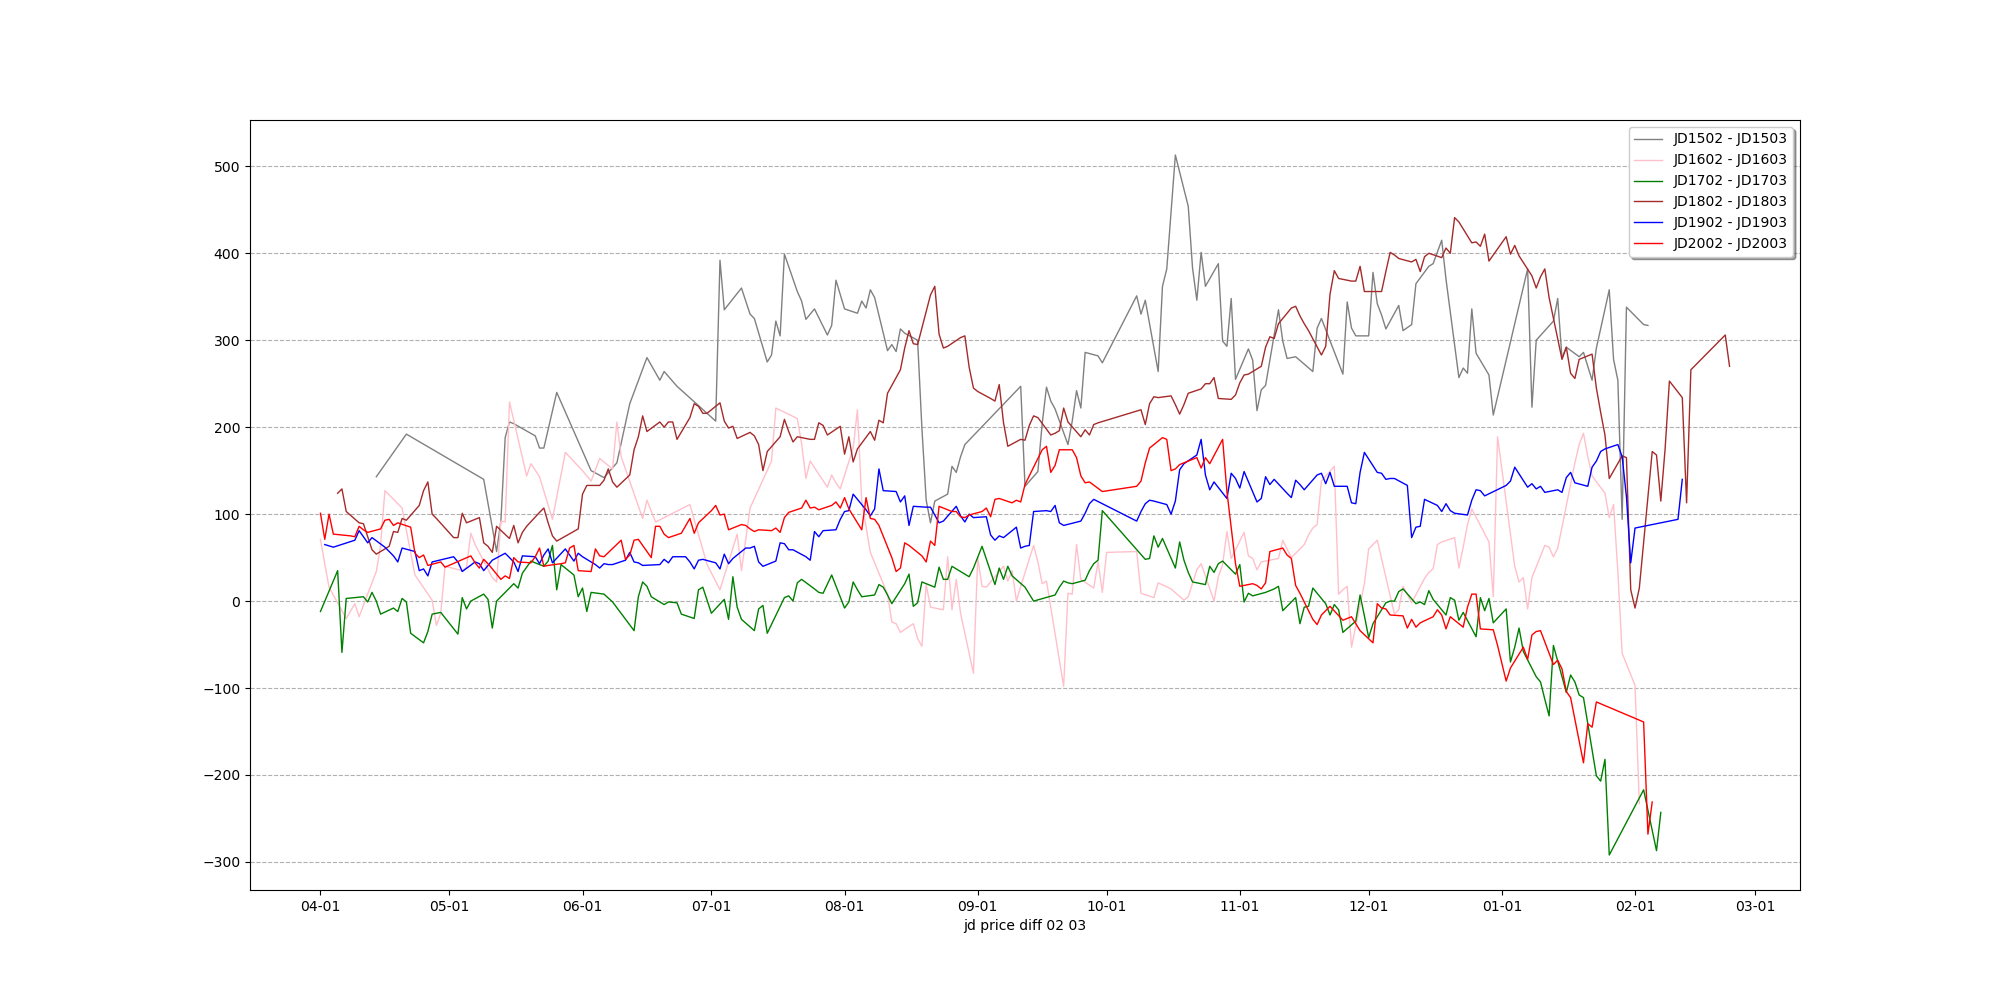 JD1502 - JD1503
JD1602 - JD1603
JD1702 - JD1703
JD1802 - JD1803
JD1902 - JD1903
JD2002 - JD2003
500
400
300
200
100
0
−100
−200
−300
04-01 05-01 06-01 07-01 08-01 09-01 10-01 11-01 12-01 01-01 02-01 03-01
jd price diff 02 03